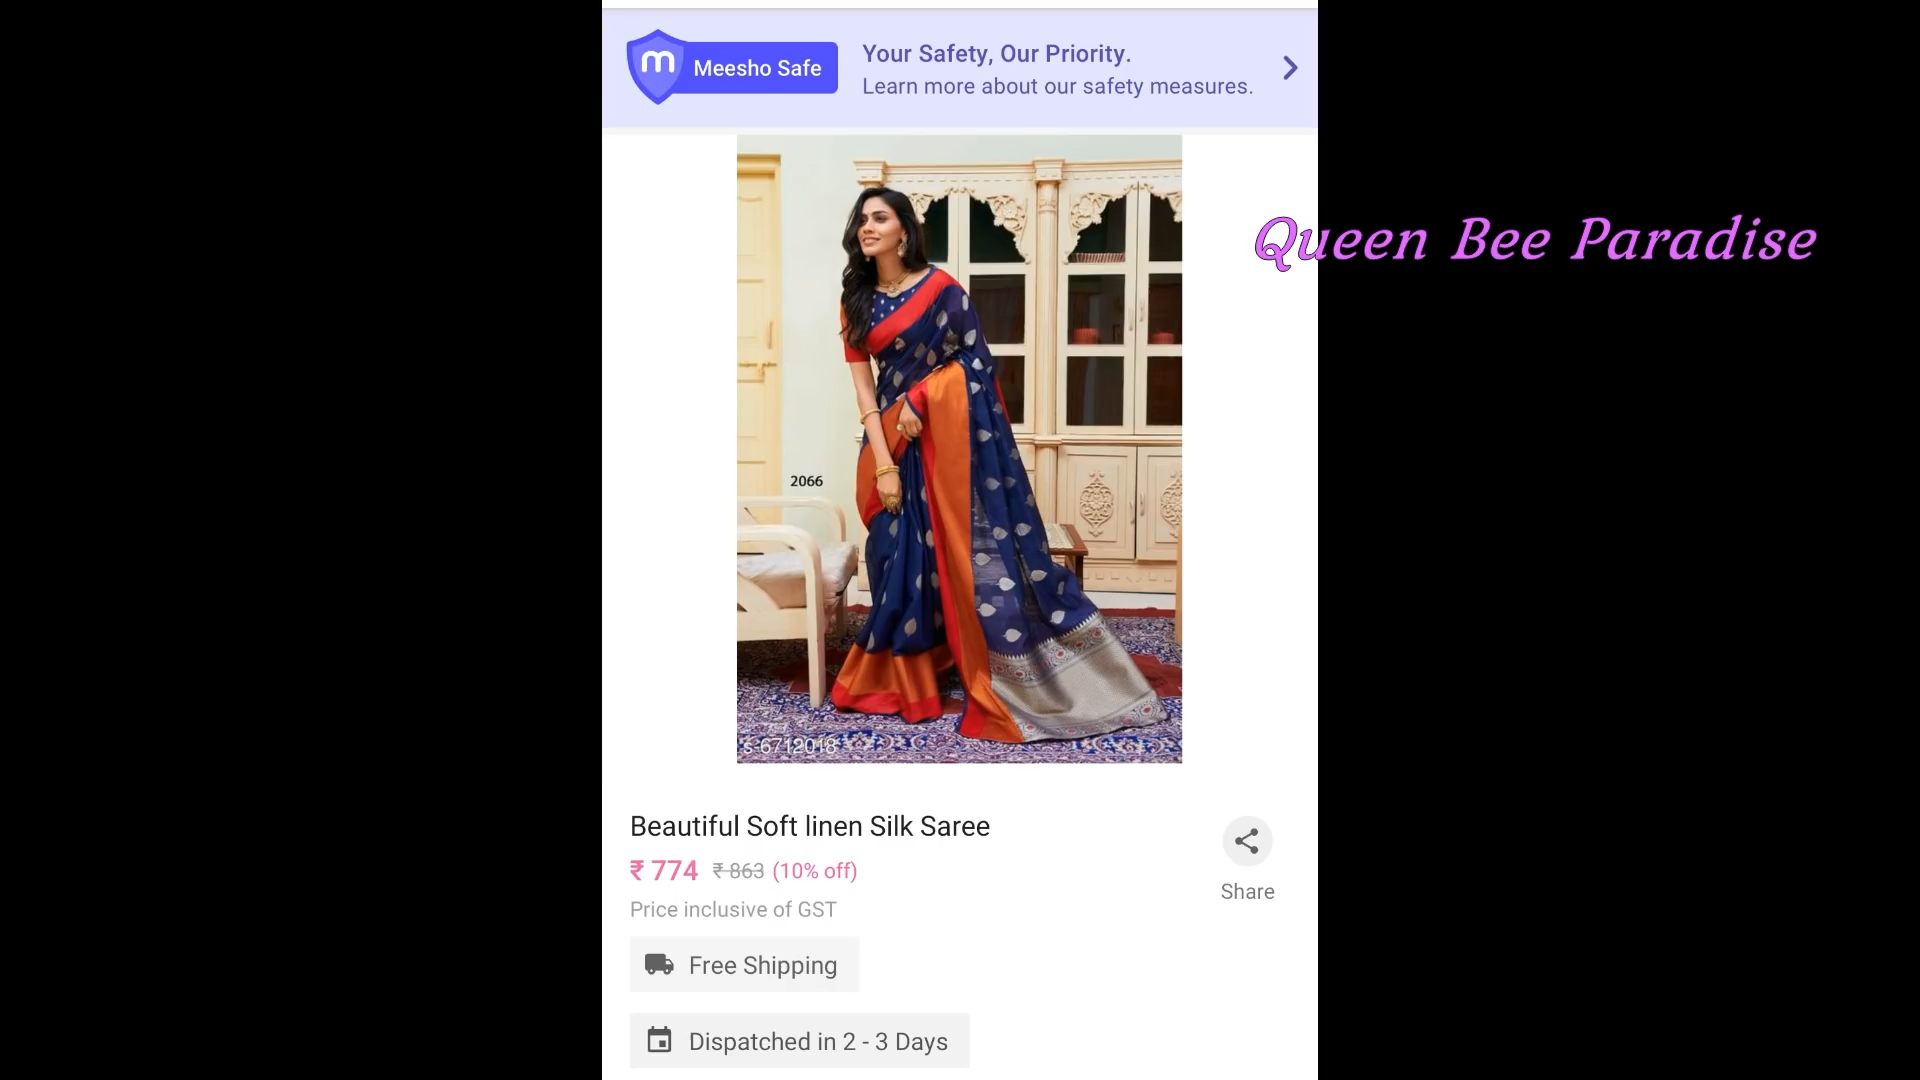 m
Meesho Safe
Your Safety, Our Priority.
Learn more about our safety measures.
Queen Bee Paradise
2066
s-6712018
Beautiful Soft linen Silk Saree
₹ 774 ₹ 863 (10% off)
Price inclusive of GST
Share
Free Shipping
Dispatched in 2 - 3 Days